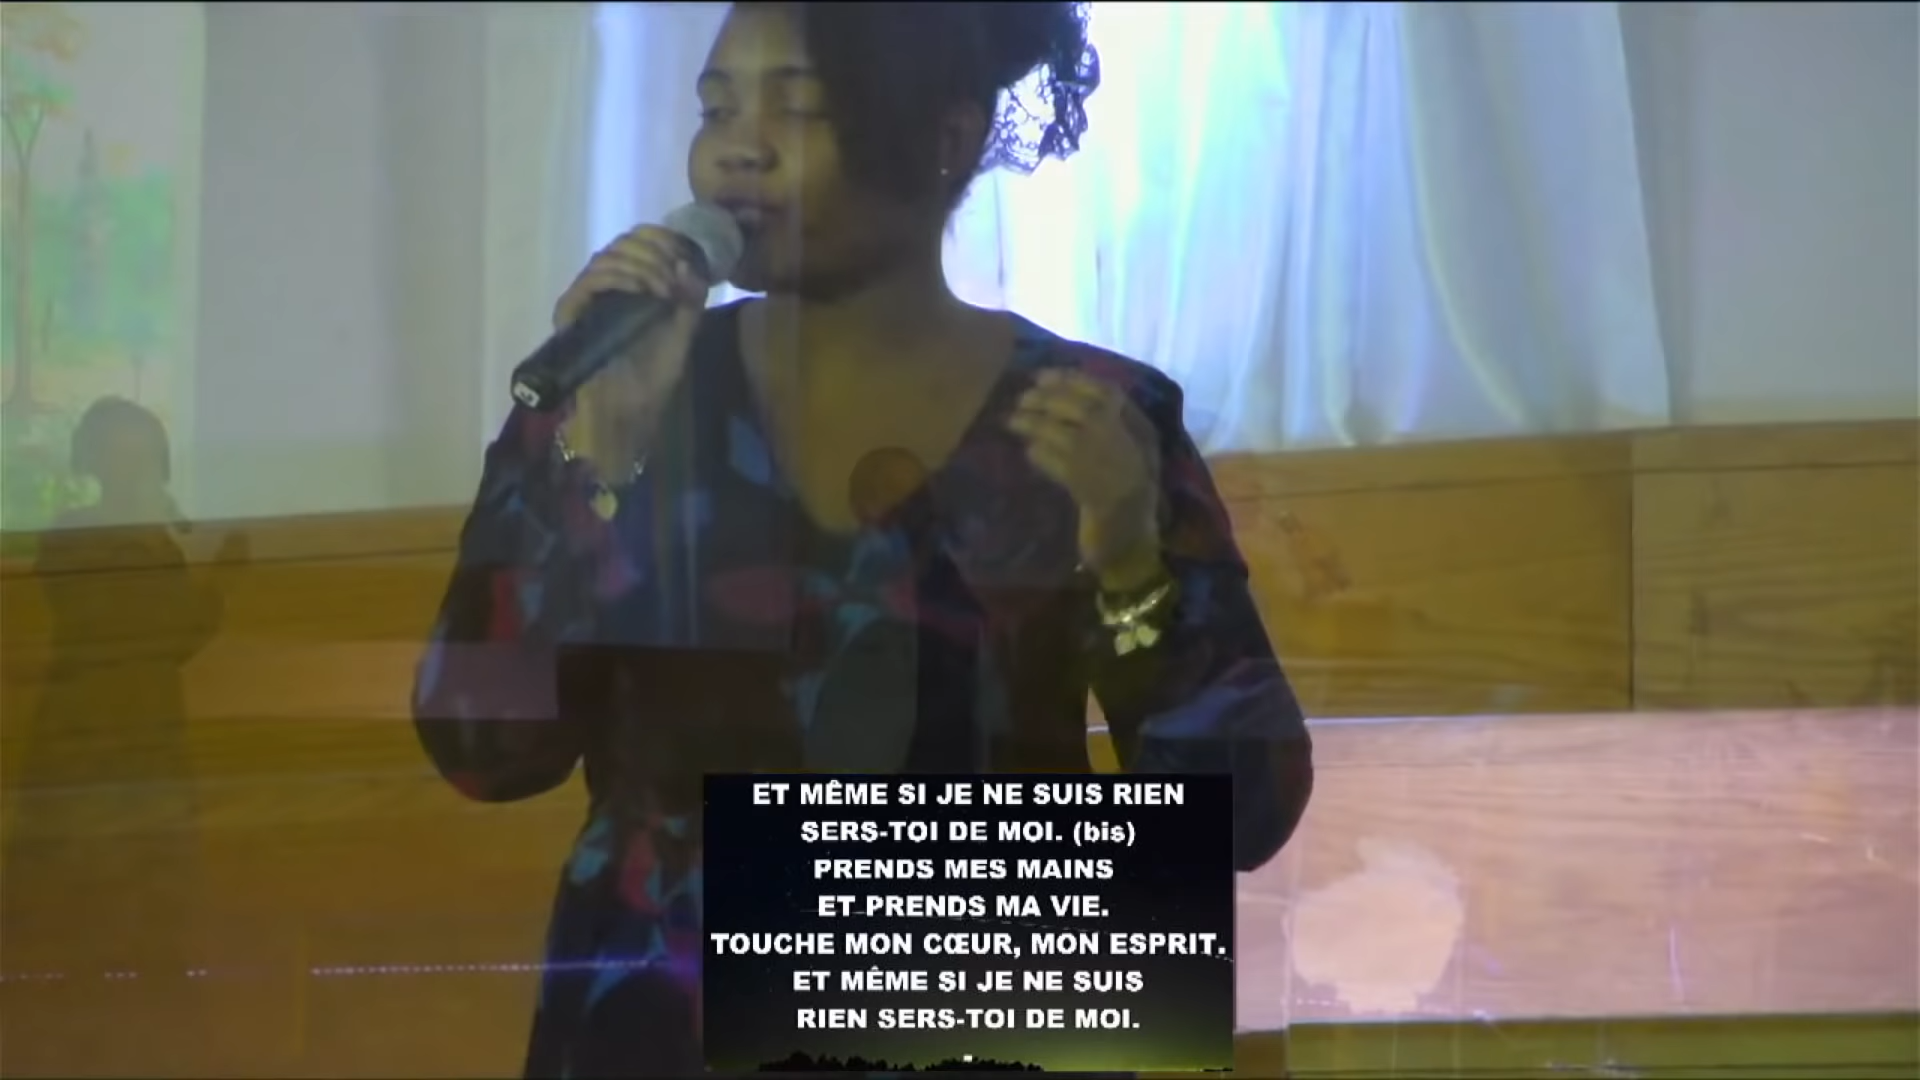 ET MÊME SI JE NE SUIS RIEN
SERS-TOI DE MOI. (bis)
PRENDS MES MAINS
ET PRENDS MA VIE.
TOUCHE MON CŒUR, MON ESPRIT.
ET MÊME SI JE NE SUIS
RIEN SERS-TOI DE MOI.